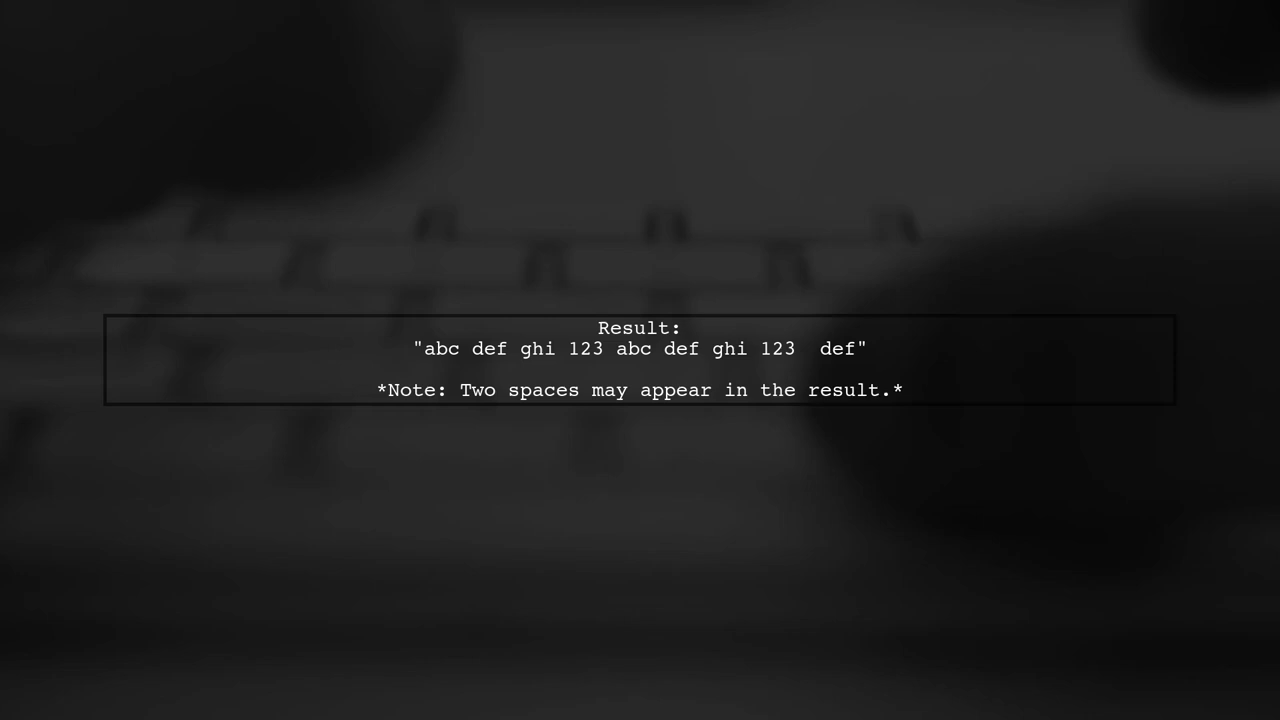 Result:
"abc def ghi 123 abc def ghi 123  def"
*Note: Two spaces may appear in the result.*